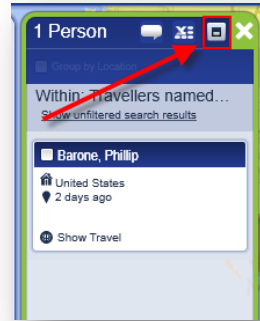 1 Person
Group by Location
Within: Travellers named...
Show unfiltered search results
Barone, Phillip
United States
2 days ago
Show Travel